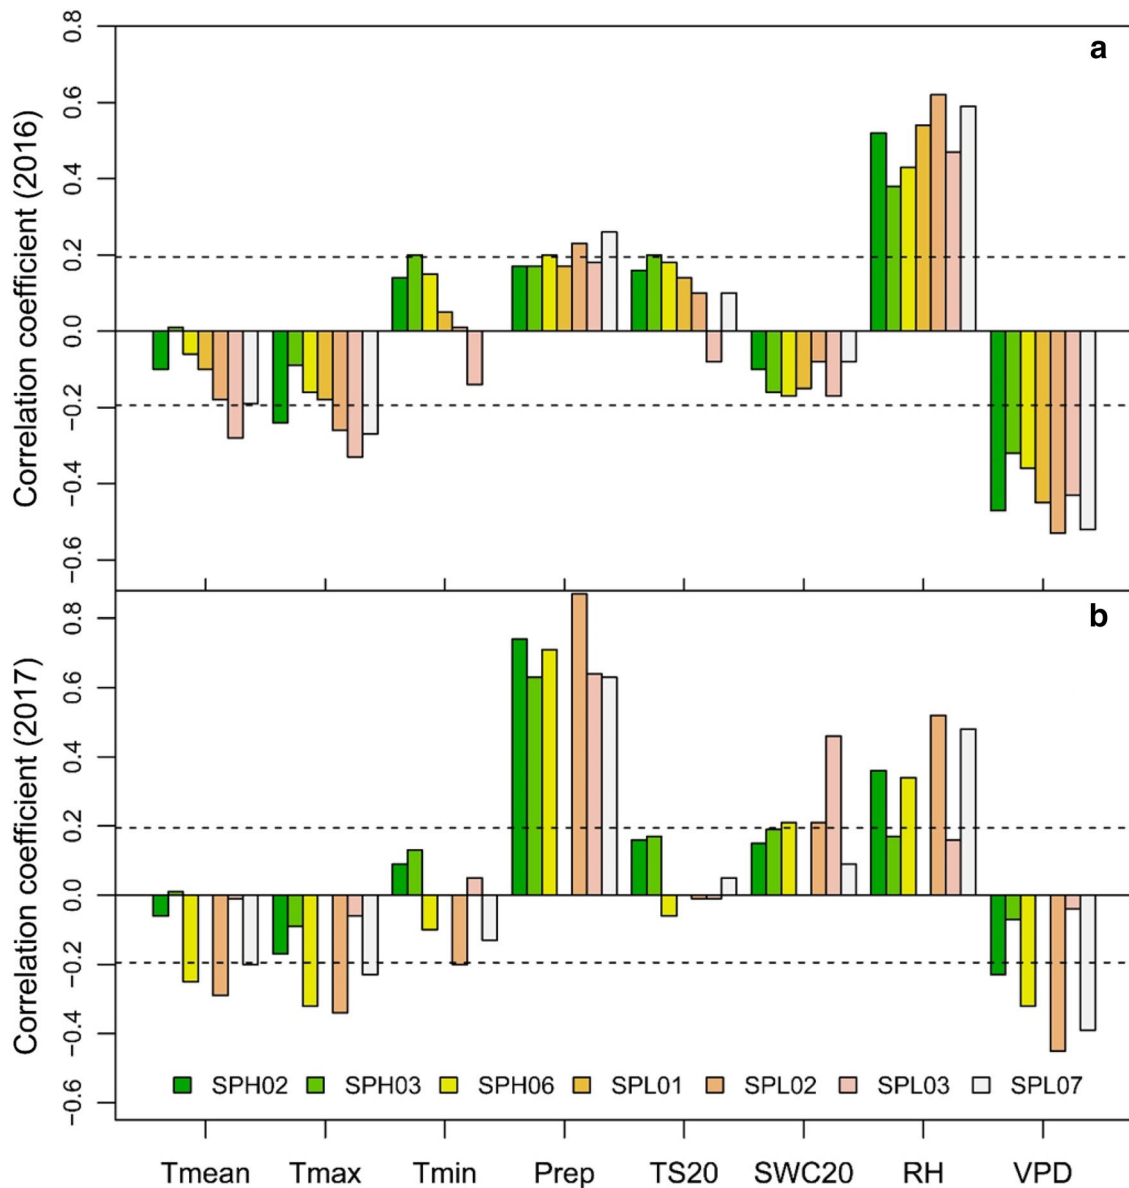 a
Correlation coefficient (2016)
0.8
0.6
0.4
0.2
0.0
−0.2
−0.4
−0.6
b
Correlation coefficient (2017)
0.8
0.6
0.4
0.2
0.0
−0.2
−0.4
−0.6
SPH02 SPH03 SPH06 SPL01 SPL02 SPL03 SPL07
Tmean Tmax Tmin Prep TS20 SWC20 RH VPD